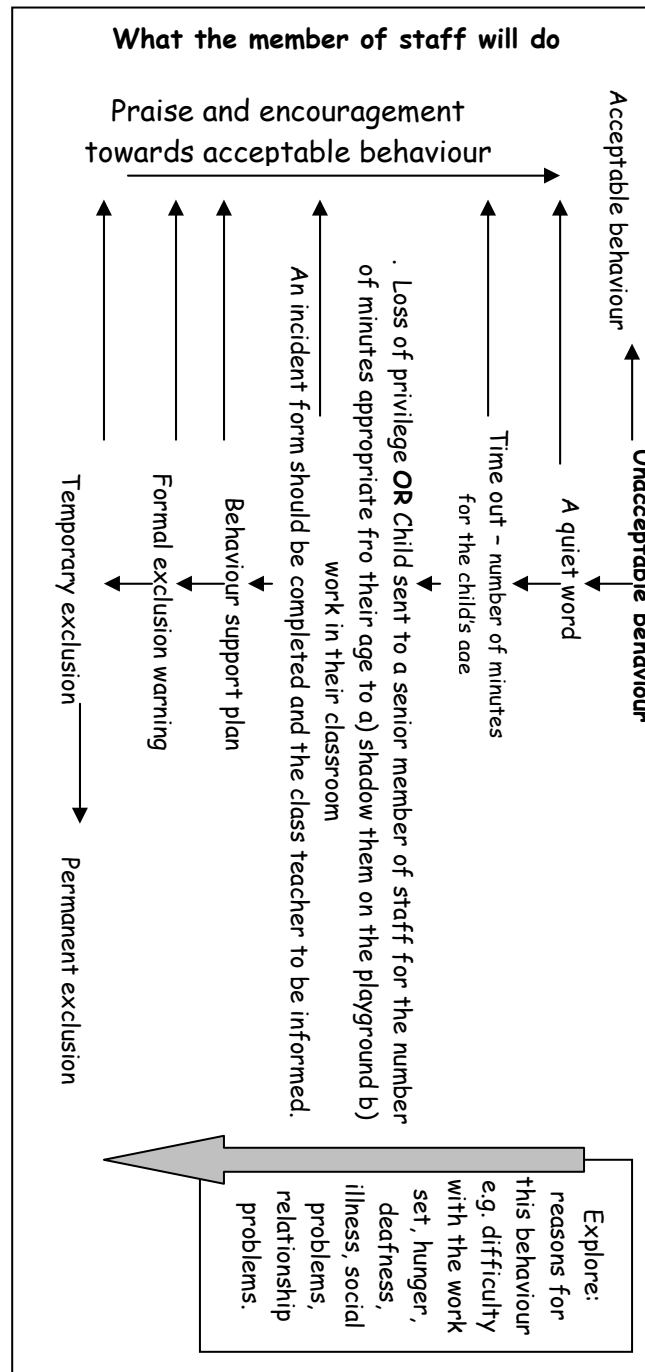 What the member of staff will do
Praise and encouragement
towards acceptable behaviour
Acceptable behaviour
Unacceptable behaviour
A quiet word
Time out – number of minutes
for the child's age
. Loss of privilege OR Child sent to a senior member of staff for the number
of minutes appropriate fro their age to a) shadow them on the playground b)
work in their classroom
An incident form should be completed and the class teacher to be informed.
Behaviour support plan
Formal exclusion warning
Temporary exclusion
Permanent exclusion
Explore:
reasons for
this behaviour
e.g. difficulty
with the work
set, hunger,
deafness,
illness, social
problems,
relationship
problems.